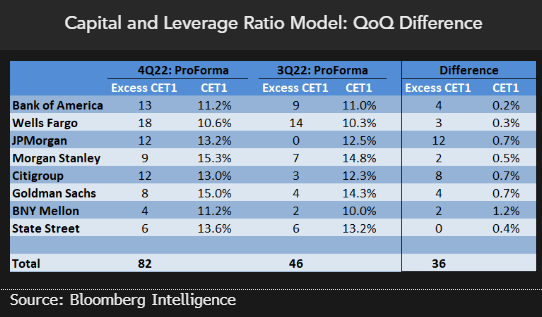 Capital and Leverage Ratio Model: QoQ Difference
4Q22: ProForma 3Q22: ProForma Difference
Excess CET1 CET1 Excess CET1 CET1 Excess CET1 CET1
Bank of America 13 11.2% 9 11.0% 4 0.2%
Wells Fargo 18 10.6% 14 10.3% 3 0.3%
JPMorgan 12 13.2% 0 12.5% 12 0.7%
Morgan Stanley 9 15.3% 7 14.8% 2 0.5%
Citigroup 12 13.0% 3 12.3% 8 0.7%
Goldman Sachs 8 15.0% 4 14.3% 4 0.7%
BNY Mellon 4 11.2% 2 10.0% 2 1.2%
State Street 6 13.6% 6 13.2% 0 0.4%
Total 82 46 36
Source: Bloomberg Intelligence